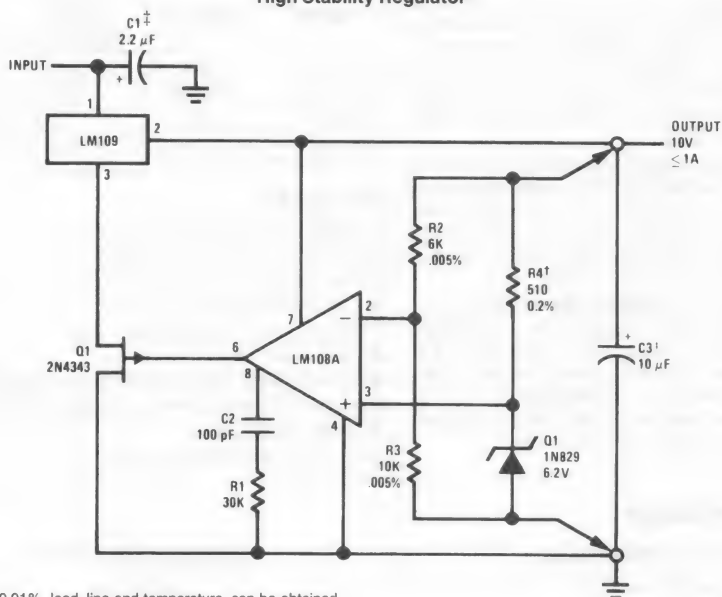 High Stability Regulator
C1‡
2.2 μF
INPUT
+
1
LM109
2
3
OUTPUT
10V
≤ 1A
R2
6K
.005%
R4†
510
0.2%
7
2
−
Q1
2N4343
6
LM108A
8
3
+
4
+
C3‡
10 μF
C2
100 pF
R3
10K
.005%
Q1
1N829
6.2V
R1
30K
0.01%, load, line and temperature, can be obtained